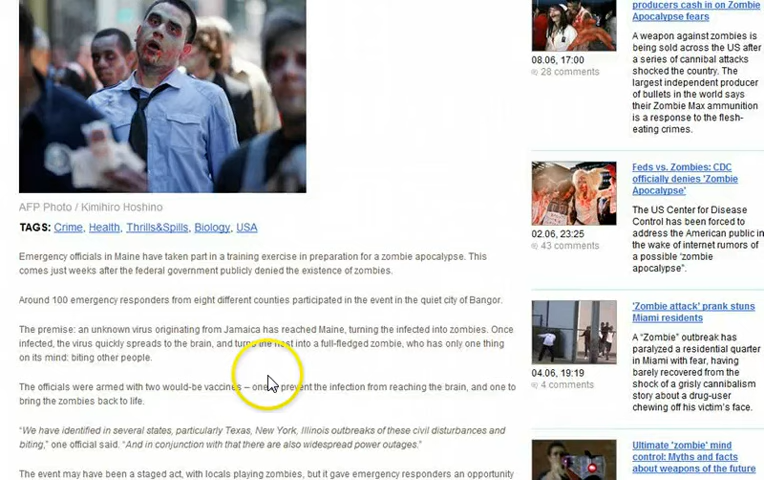 AFP Photo / Kimihiro Hoshino
TAGS: Crime, Health, Thrills&Spills, Biology, USA
Emergency officials in Maine have taken part in a training exercise in preparation for a zombie apocalypse. This
comes just weeks after the federal government publicly denied the existence of zombies.
Around 100 emergency responders from eight different counties participated in the event in the quiet city of Bangor.
The premise: an unknown virus originating from Jamaica has reached Maine, turning the infected into zombies. Once
infected, the virus quickly spreads to the brain, and turns the host into a full-fledged zombie, who has only one thing
on its mind: biting other people.
The officials were armed with two would-be vaccines – one to prevent the infection from reaching the brain, and one to
bring the zombies back to life.
“We have identified in several states, particularly Texas, New York, Illinois outbreaks of these civil disturbances and
biting,” one official said. “And in conjunction with that there are also widespread power outages.”
The event may have been a staged act, with locals playing zombies, but it gave emergency responders an opportunity
producers cash in on Zombie
Apocalypse fears
08.06, 17:00
28 comments
A weapon against zombies is
being sold across the US after
a series of cannibal attacks
shocked the country. The
largest independent producer
of bullets in the world says
their Zombie Max ammunition
is a response to the flesh-
eating crimes.
Feds vs. Zombies: CDC
officially denies 'Zombie
Apocalypse'
02.06, 23:25
43 comments
The US Center for Disease
Control has been forced to
address the American public in
the wake of internet rumors of
a possible ‘zombie
apocalypse”.
'Zombie attack' prank stuns
Miami residents
04.06, 19:19
4 comments
A “Zombie” outbreak has
paralyzed a residential quarter
in Miami with fear, having
barely recovered from the
shock of a grisly cannibalism
story about a drug-user
chewing off his victim’s face.
Ultimate 'zombie' mind
control: Myths and facts
about weapons of the future